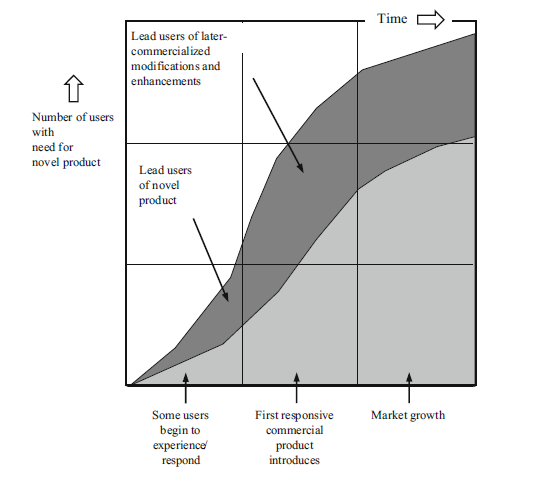 Time
Lead users of later-
commercialized
modifications and
enhancements
Number of users
with
need for
novel product
Lead users
of novel
product
Some users
begin to
experience/
respond
First responsive
commercial
product
introduces
Market growth